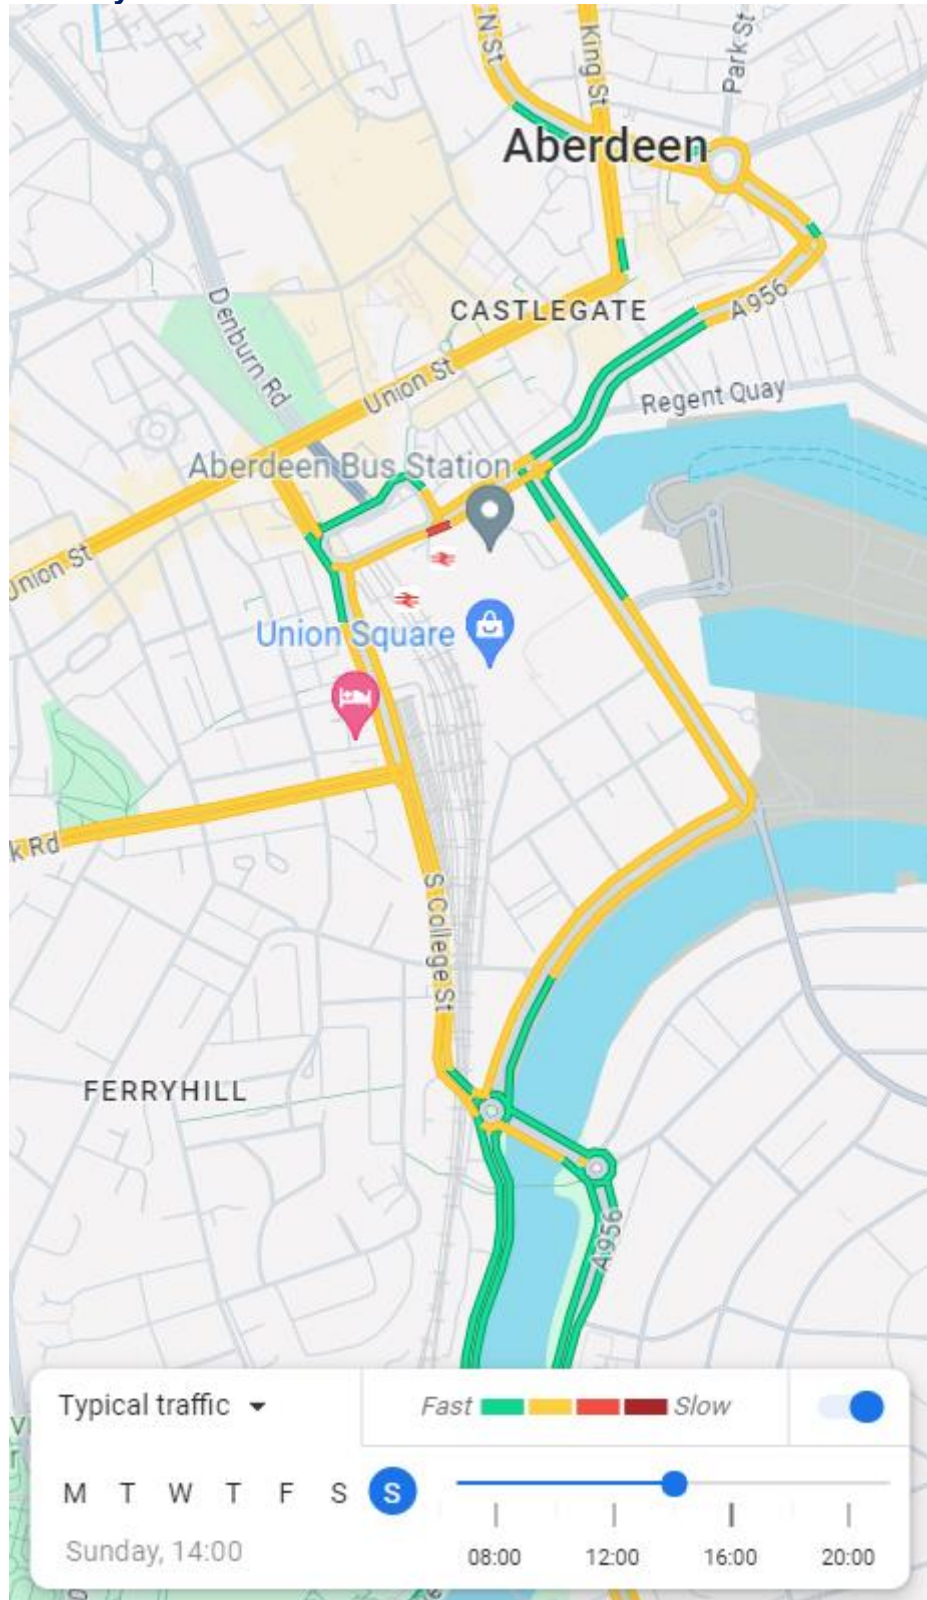 N St
King St
Park St
Aberdeen
CASTLEGATE
A 956
Denburn Rd
Union St
Regent Quay
Aberdeen Bus Station
Union St
Union Square
k Rd
S College St
FERRYHILL
A956
Typical traffic
Fast Slow
M T W T F S S
Sunday, 14:00
08:00 12:00 16:00 20:00